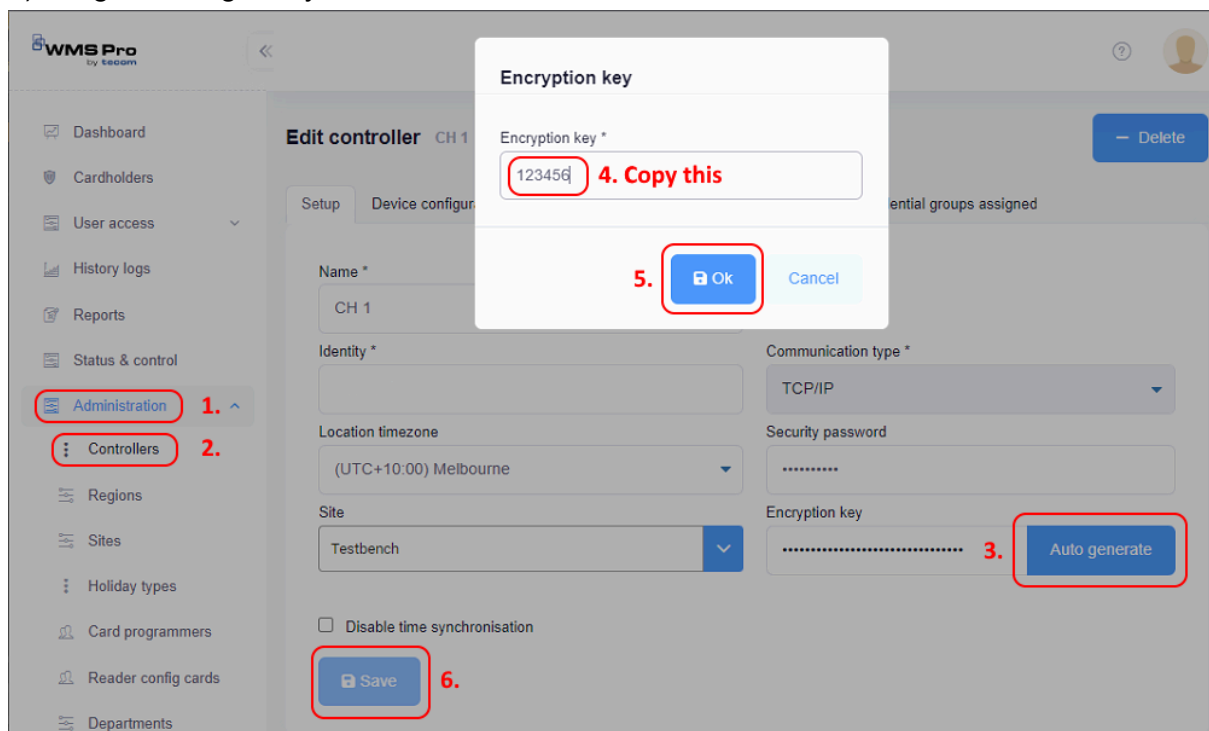 WMS Pro
by tecom
Encryption key
Dashboard
Edit controller CH 1
Encryption key *
Delete
Cardholders
123456
4. Copy this
Setup Device configur
ential groups assigned
User access
History logs
Name *
5.
Ok
Cancel
Reports
CH 1
Status & control
Identity *
Communication type *
Administration 1.
TCP/IP
Controllers 2.
Location timezone
Security password
(UTC+10:00) Melbourne
••••••••••
Regions
Site
Encryption key
Sites
Testbench
••••••••••••••••••••••••••••••••
3.
Auto generate
Holiday types
Card programmers
Disable time synchronisation
Reader config cards
Save
6.
Departments